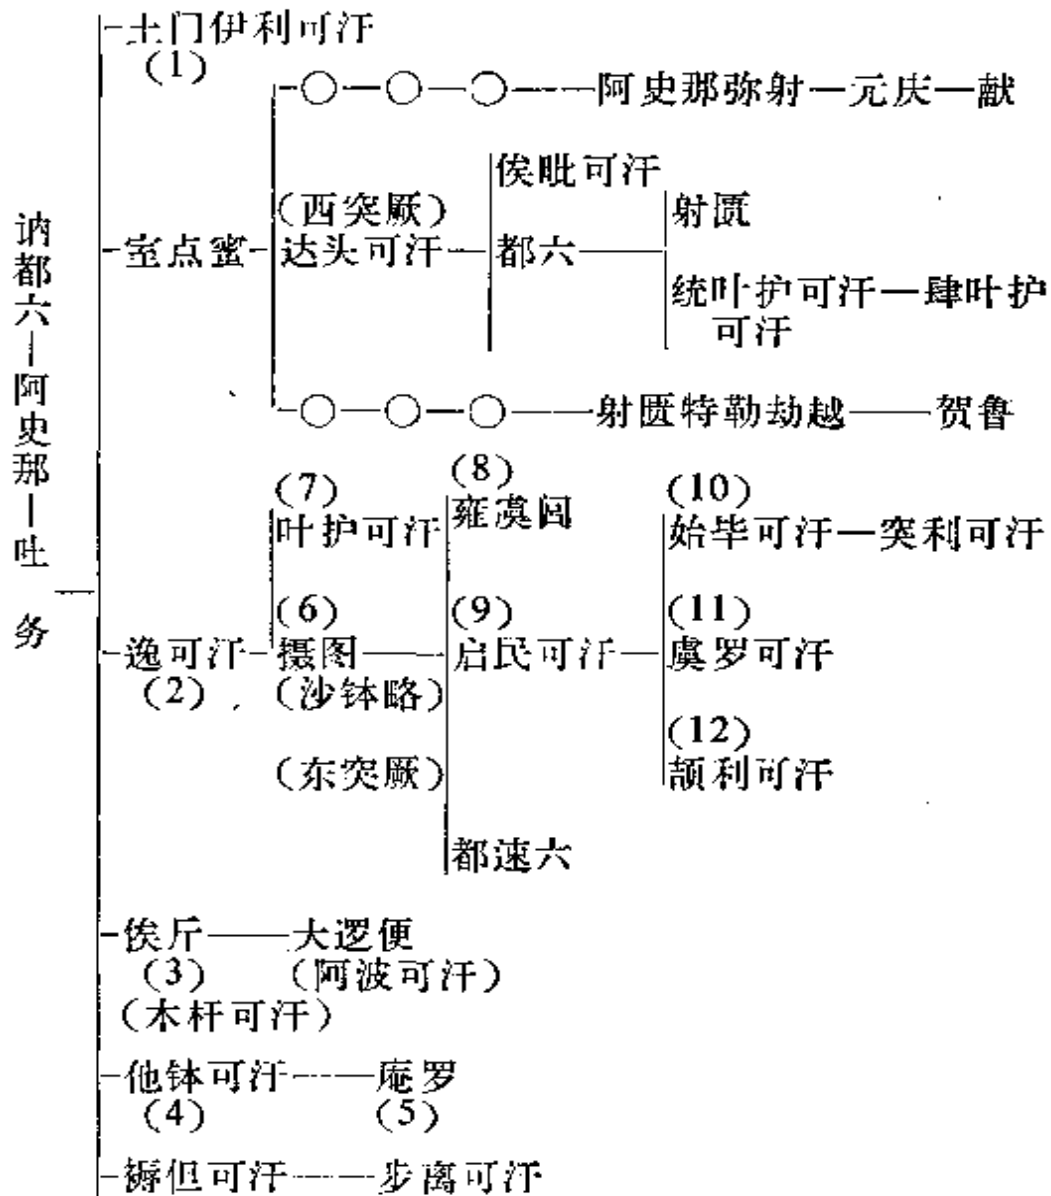 讷都六—阿史那—吐务
土门伊利可汗
(1)
○—○—○——阿史那弥射—元庆—献
俟毗可汗
(西突厥)
射匮
室点蜜
达头可汗
都六
统叶护可汗—肆叶护
可汗
○—○—○——射匮特勒劫越——贺鲁
(7)
(8)
(10)
叶护可汗
雍虞闾
始毕可汗—突利可汗
(6)
(9)
(11)
逸可汗
摄图
启民可汗
虞罗可汗
(2)
(沙钵略)
(12)
(东突厥)
颉利可汗
都速六
俟斤——大逻便
(3)
(阿波可汗)
(木杆可汗)
他钵可汗——庵罗
(4)
(5)
褥但可汗——步离可汗